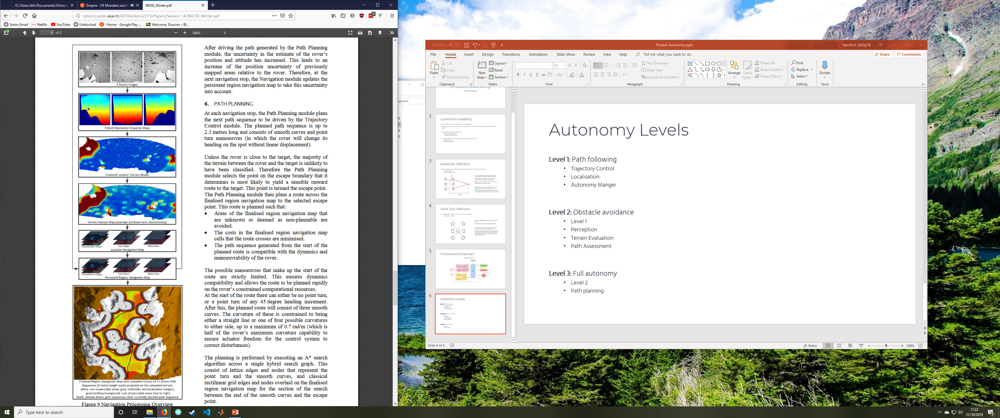 /C:/Users/drh/Documents/Universi
Empire - Of Monsters and M
96038_Winter.pdf
robotics.estec.esa.int/ASTRA/Astra2015/Papers/Session 1A/96038_Winter.pdf
Soton Email
Netflix
YouTube
Unblocked
Home - Google Play ...
Welcome, Duncan – Bl...
6 of 8
140%
3 Stereo Images
3 Multi-Resolution Disparity Maps
Finalised Location Terrain Model
Terrain Feature Map (example attribute here: discontinuity)
Classification Maps
Cost Maps
Meta Data
Location Navigation Map
Classification Maps
Cost Maps
Meta Data
Persistent Region Navigation Map
Finalised Region Navigation Map with complete history of 21 driven Path
Sequences (2 metre length each) projected on the simulated terrain.
white: non-traversable areas; grey: controller and localisation margins;
green/yellow/orange/red: cost of plannable areas (low to high);
black: already driven path sequences; blue: currently planned path sequence
Figure 9 Navigation Processing Overview
After driving the path generated by the Path Planning
module, the uncertainty in the estimate of the rover's
position and attitude has increased. This leads to an
increase of the position uncertainty of previously
mapped areas relative to the rover. Therefore, at the
next navigation stop, the Navigation module updates the
persistent region navigation map to take this uncertainty
into account.
6. PATH PLANNING
At each navigation stop, the Path Planning module plans
the next path sequence to be driven by the Trajectory
Control module. The planned path sequence is up to
2.3 metres long and consists of smooth curves and point
turn manoeuvres (in which the rover will change its
heading on the spot without linear displacement).
Unless the rover is close to the target, the majority of
the terrain between the rover and the target is unlikely to
have been classified. Therefore the Path Planning
module selects the point on the escape boundary that it
determines is most likely to yield a sensible onward
route to the target. This point is termed the escape point.
The Path Planning module then plans a route across the
finalised region navigation map to the selected escape
point. This route is planned such that:
• Areas of the finalised region navigation map that
are unknown or deemed as non-plannable are
avoided.
• The costs in the finalised region navigation map
cells that the route crosses are minimised.
• The path sequence generated from the start of the
planned route is compatible with the dynamics and
manoeuvrability of the rover.
The possible manoeuvres that make up the start of the
route are strictly limited. This ensures dynamics
compatibility and allows the route to be planned rapidly
on the rover's constrained computational resources.
At the start of the route there can either be no point turn,
or a point turn of any 45 degree heading increment.
After this, the planned route will consist of three smooth
curves. The curvature of these is constrained to being
either a straight line or one of four possible curvatures
to either side, up to a maximum of 0.7 rad/m (which is
half of the rover's maximum curvature capability to
ensure actuator freedom for the control system to
correct disturbances).
The planning is performed by executing an A* search
algorithm across a single hybrid search graph. This
consist of lattice edges and nodes that represent the
point turn and the smooth curves, and classical
rectilinear grid edges and nodes overlaid on the finalised
region navigation map for the section of the search
between the end of the smooth curves and the escape
point.
agrams
AutoSave Off
Phobos Autonomy.pptx
hamill d. (dh2g16)
File
Home
Insert
Design
Transitions
Animations
Slide Show
Review
View
Help
Tell me what you want to do
Share
Comments
Paste
Cut
Copy
Format Painter
Clipboard
New
Slide
Layout
Reset
Section
Slides
14
Font
Text Direction
Align Text
Convert to SmartArt
Paragraph
Arrange
Quick
Styles
Shape Fill
Shape Outline
Shape Effects
Drawing
Find
Replace
Select
Editing
Dictate
Voice
Phobos Autonomy
System Overview
2
Locomotion capability
3
Ackerman Definition
4
Point Turn Definition
5
Functional Architecture
6
Autonomy Levels
Autonomy Levels
Level 1: Path following
• Trajectory Control
• Localisation
• Autonomy Manger
Level 2: Obstacle avoidance
• Level 1
• Perception
• Terrain Evaluation
• Path Assessment
Level 3: Full autonomy
• Level 2
• Path planning
Slide 6 of 6
Notes
106%
Type here to search
11:22
21/10/2019
2